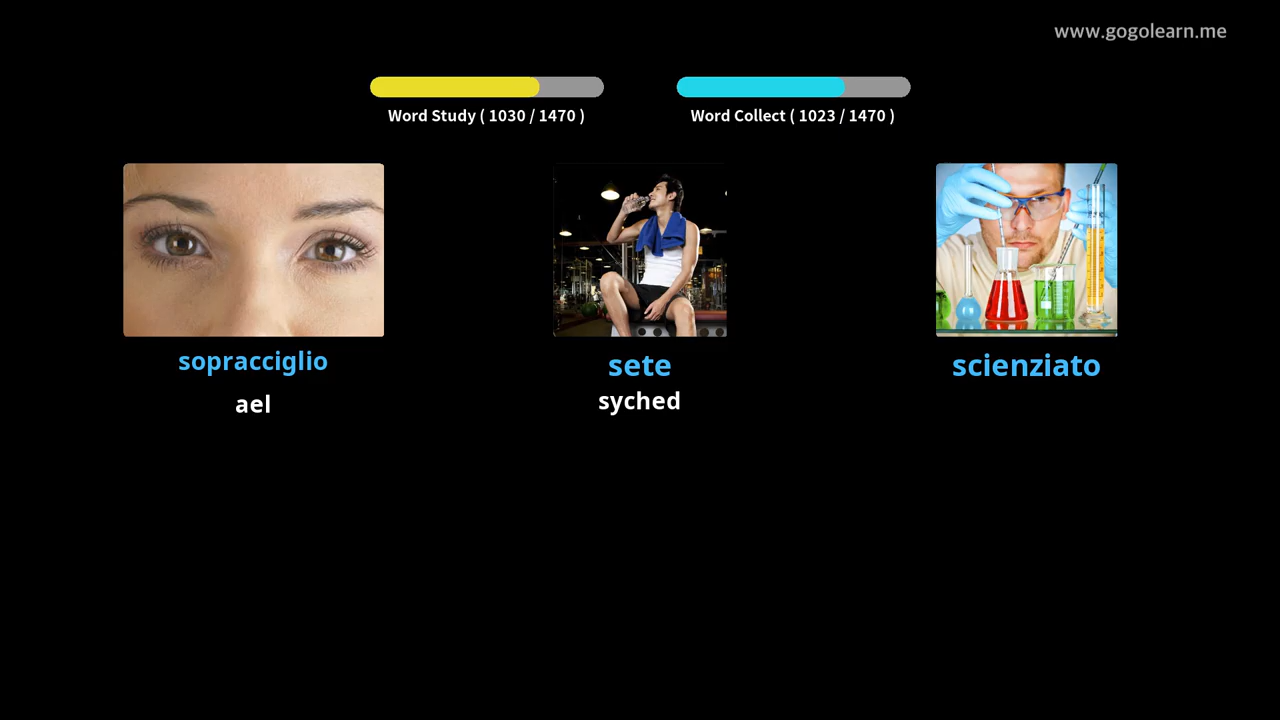 www.gogolearn.me
Word Study ( 1030 / 1470 )
Word Collect ( 1023 / 1470 )
sopracciglio
sete
scienziato
ael
syched